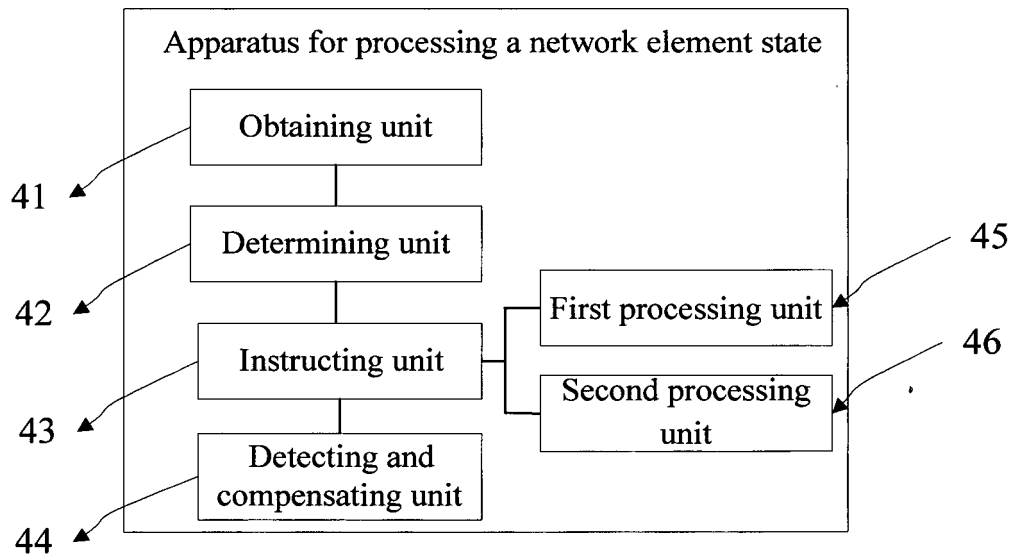 Apparatus for processing a network element state
Obtaining unit
41
Determining unit
42
45
First processing unit
Instructing unit
46
43
Second processing
unit
Detecting and
compensating unit
44